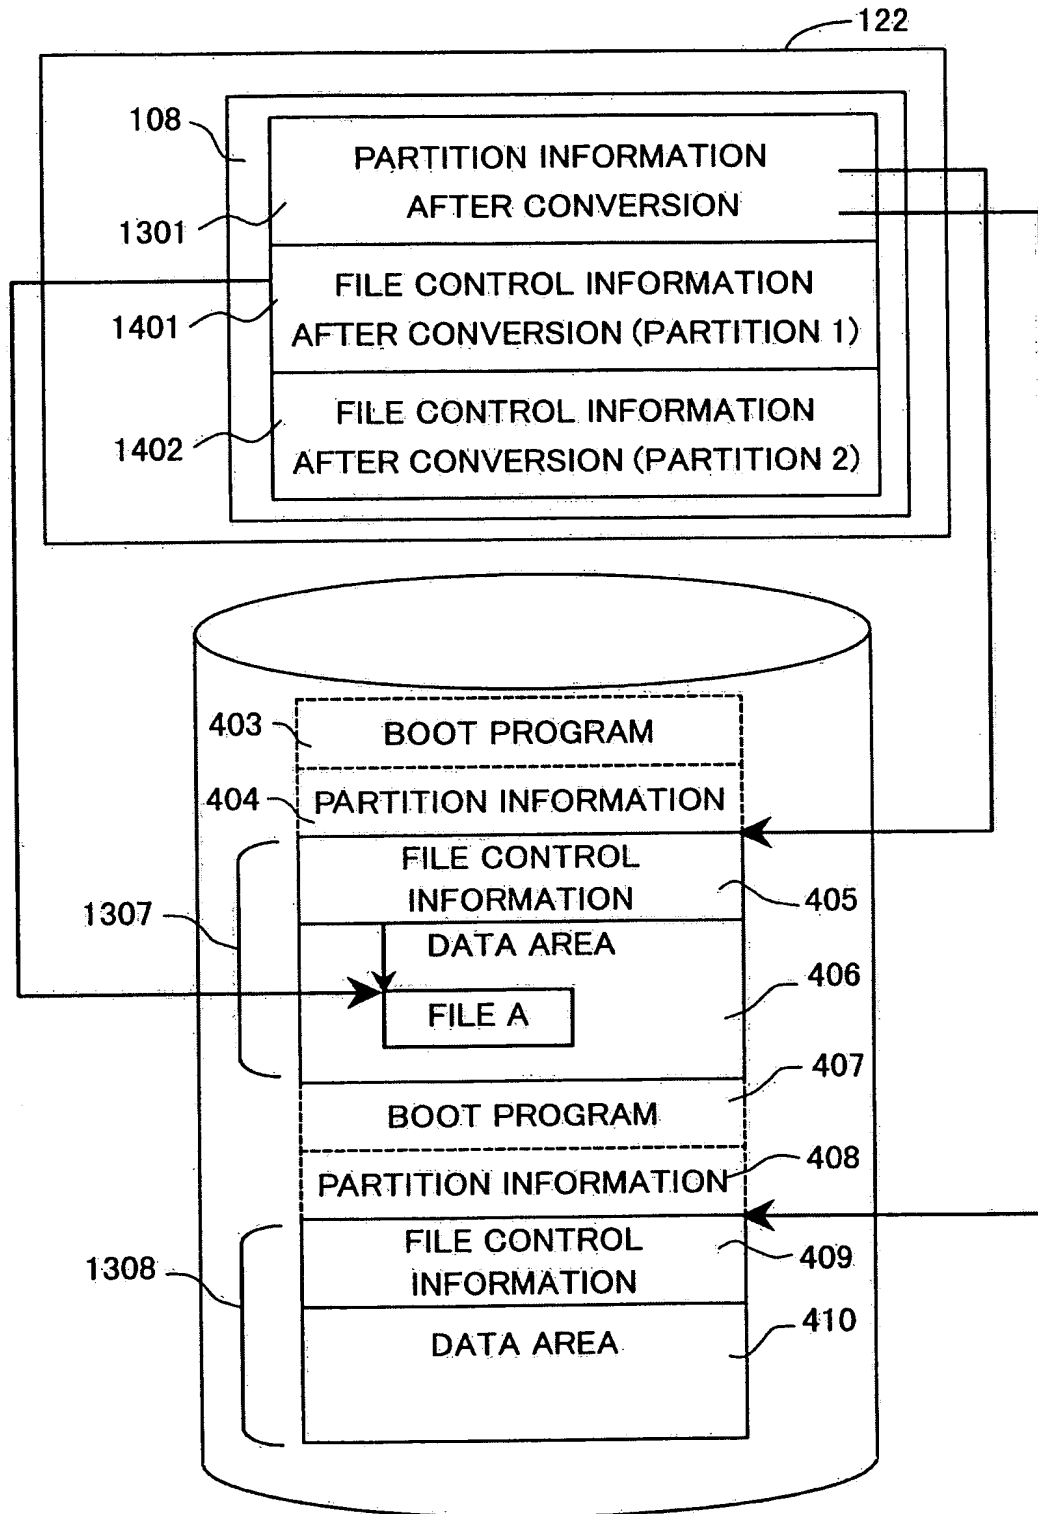 122
108
PARTITION INFORMATION
AFTER CONVERSION
1301
FILE CONTROL INFORMATION
AFTER CONVERSION (PARTITION 1)
1401
FILE CONTROL INFORMATION
AFTER CONVERSION (PARTITION 2)
1402
403
BOOT PROGRAM
404
PARTITION INFORMATION
FILE CONTROL
INFORMATION
405
1307
DATA AREA
406
FILE A
407
BOOT PROGRAM
408
PARTITION INFORMATION
FILE CONTROL
INFORMATION
409
1308
DATA AREA
410